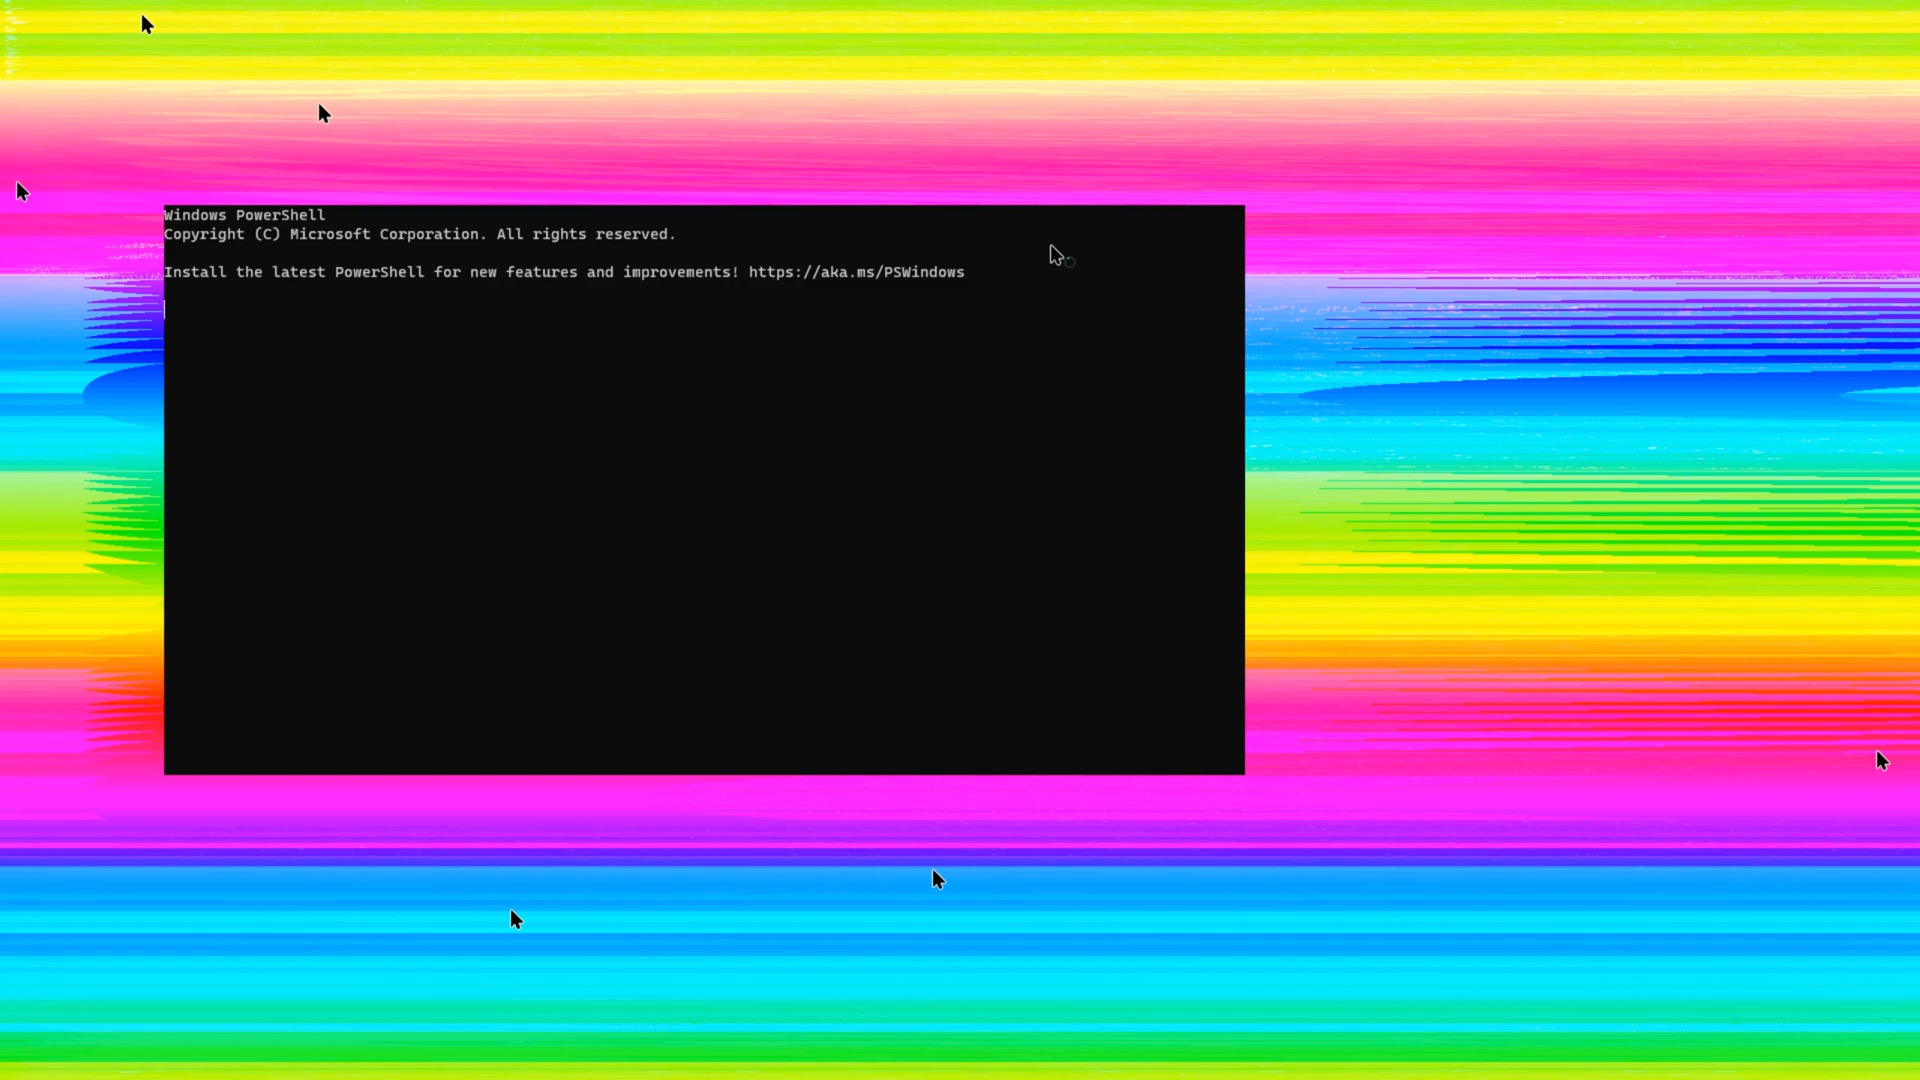 Windows PowerShell
Copyright (C) Microsoft Corporation. All rights reserved.
Install the latest PowerShell for new features and improvements! https://aka.ms/PSWindows